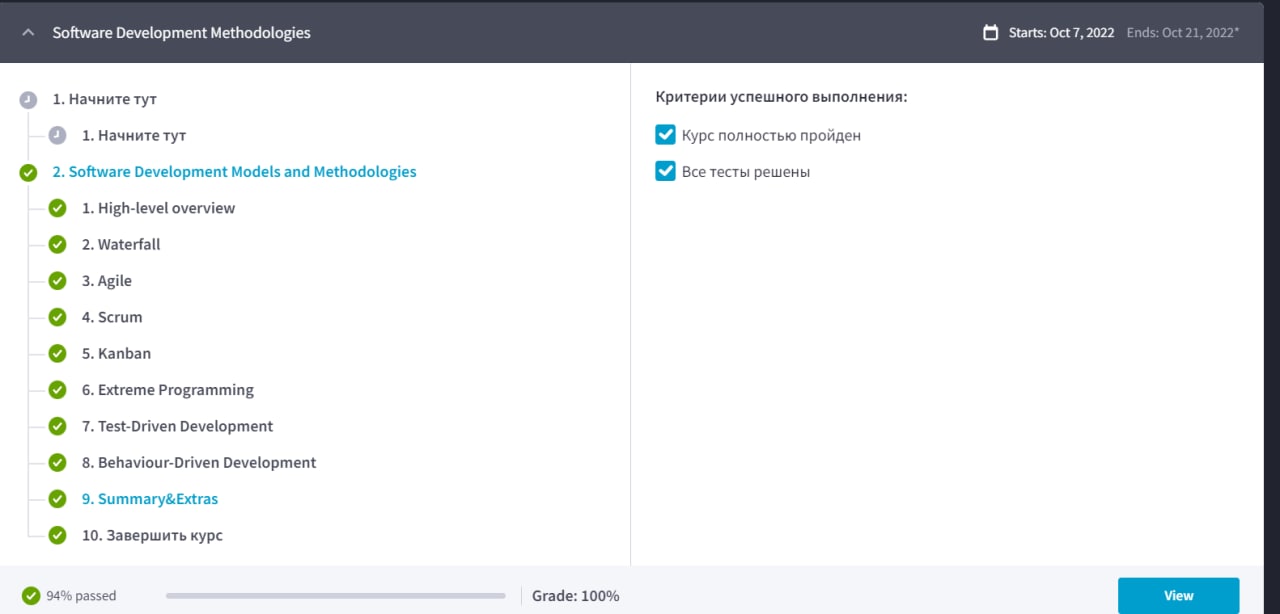 Software Development Methodologies
Starts: Oct 7, 2022 Ends: Oct 21, 2022*
1. Начните тут
1. Начните тут
2. Software Development Models and Methodologies
1. High-level overview
2. Waterfall
3. Agile
4. Scrum
5. Kanban
6. Extreme Programming
7. Test-Driven Development
8. Behaviour-Driven Development
9. Summary&Extras
10. Завершить курс
Критерии успешного выполнения:
Курс полностью пройден
Все тесты решены
94% passed
Grade: 100%
View